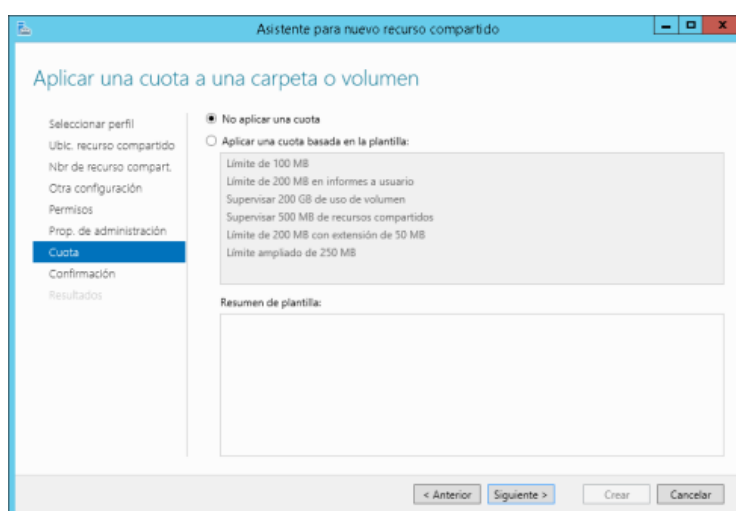 Asistente para nuevo recurso compartido
Aplicar una cuota a una carpeta o volumen
Seleccionar perfil
Ubic. recurso compartido
Nbr de recurso compart.
Otra configuración
Permisos
Prop. de administración
Cuota
Confirmación
Resultados
No aplicar una cuota
Aplicar una cuota basada en la plantilla:
Límite de 100 MB
Límite de 200 MB en informes a usuario
Supervisar 200 GB de uso de volumen
Supervisar 500 MB de recursos compartidos
Límite de 200 MB con extensión de 50 MB
Límite ampliado de 250 MB
Resumen de plantilla:
< Anterior Siguiente > Crear Cancelar